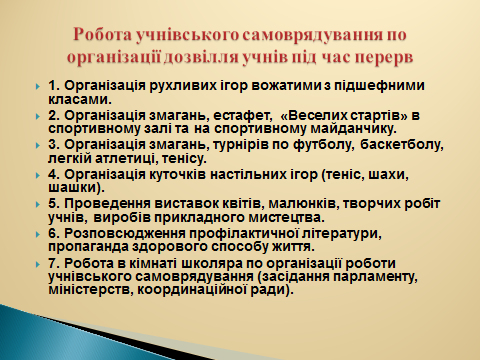 Робота учнівського самоврядування по
організації дозвілля учнів під час перерв
1. Організація рухливих ігор вожатими з підшефними
класами.
2. Організація змагань, естафет, «Веселих стартів» в
спортивному залі та на спортивному майданчику.
3. Організація змагань, турнірів по футболу, баскетболу,
легкій атлетиці, тенісу.
4. Організація куточків настільних ігор (теніс, шахи,
шашки).
5. Проведення виставок квітів, малюнків, творчих робіт
учнів, виробів прикладного мистецтва.
6. Розповсюдження профілактичної літератури,
пропаганда здорового способу життя.
7. Робота в кімнаті школяра по організації роботи
учнівського самоврядування (засідання парламенту,
міністерств, координаційної ради).